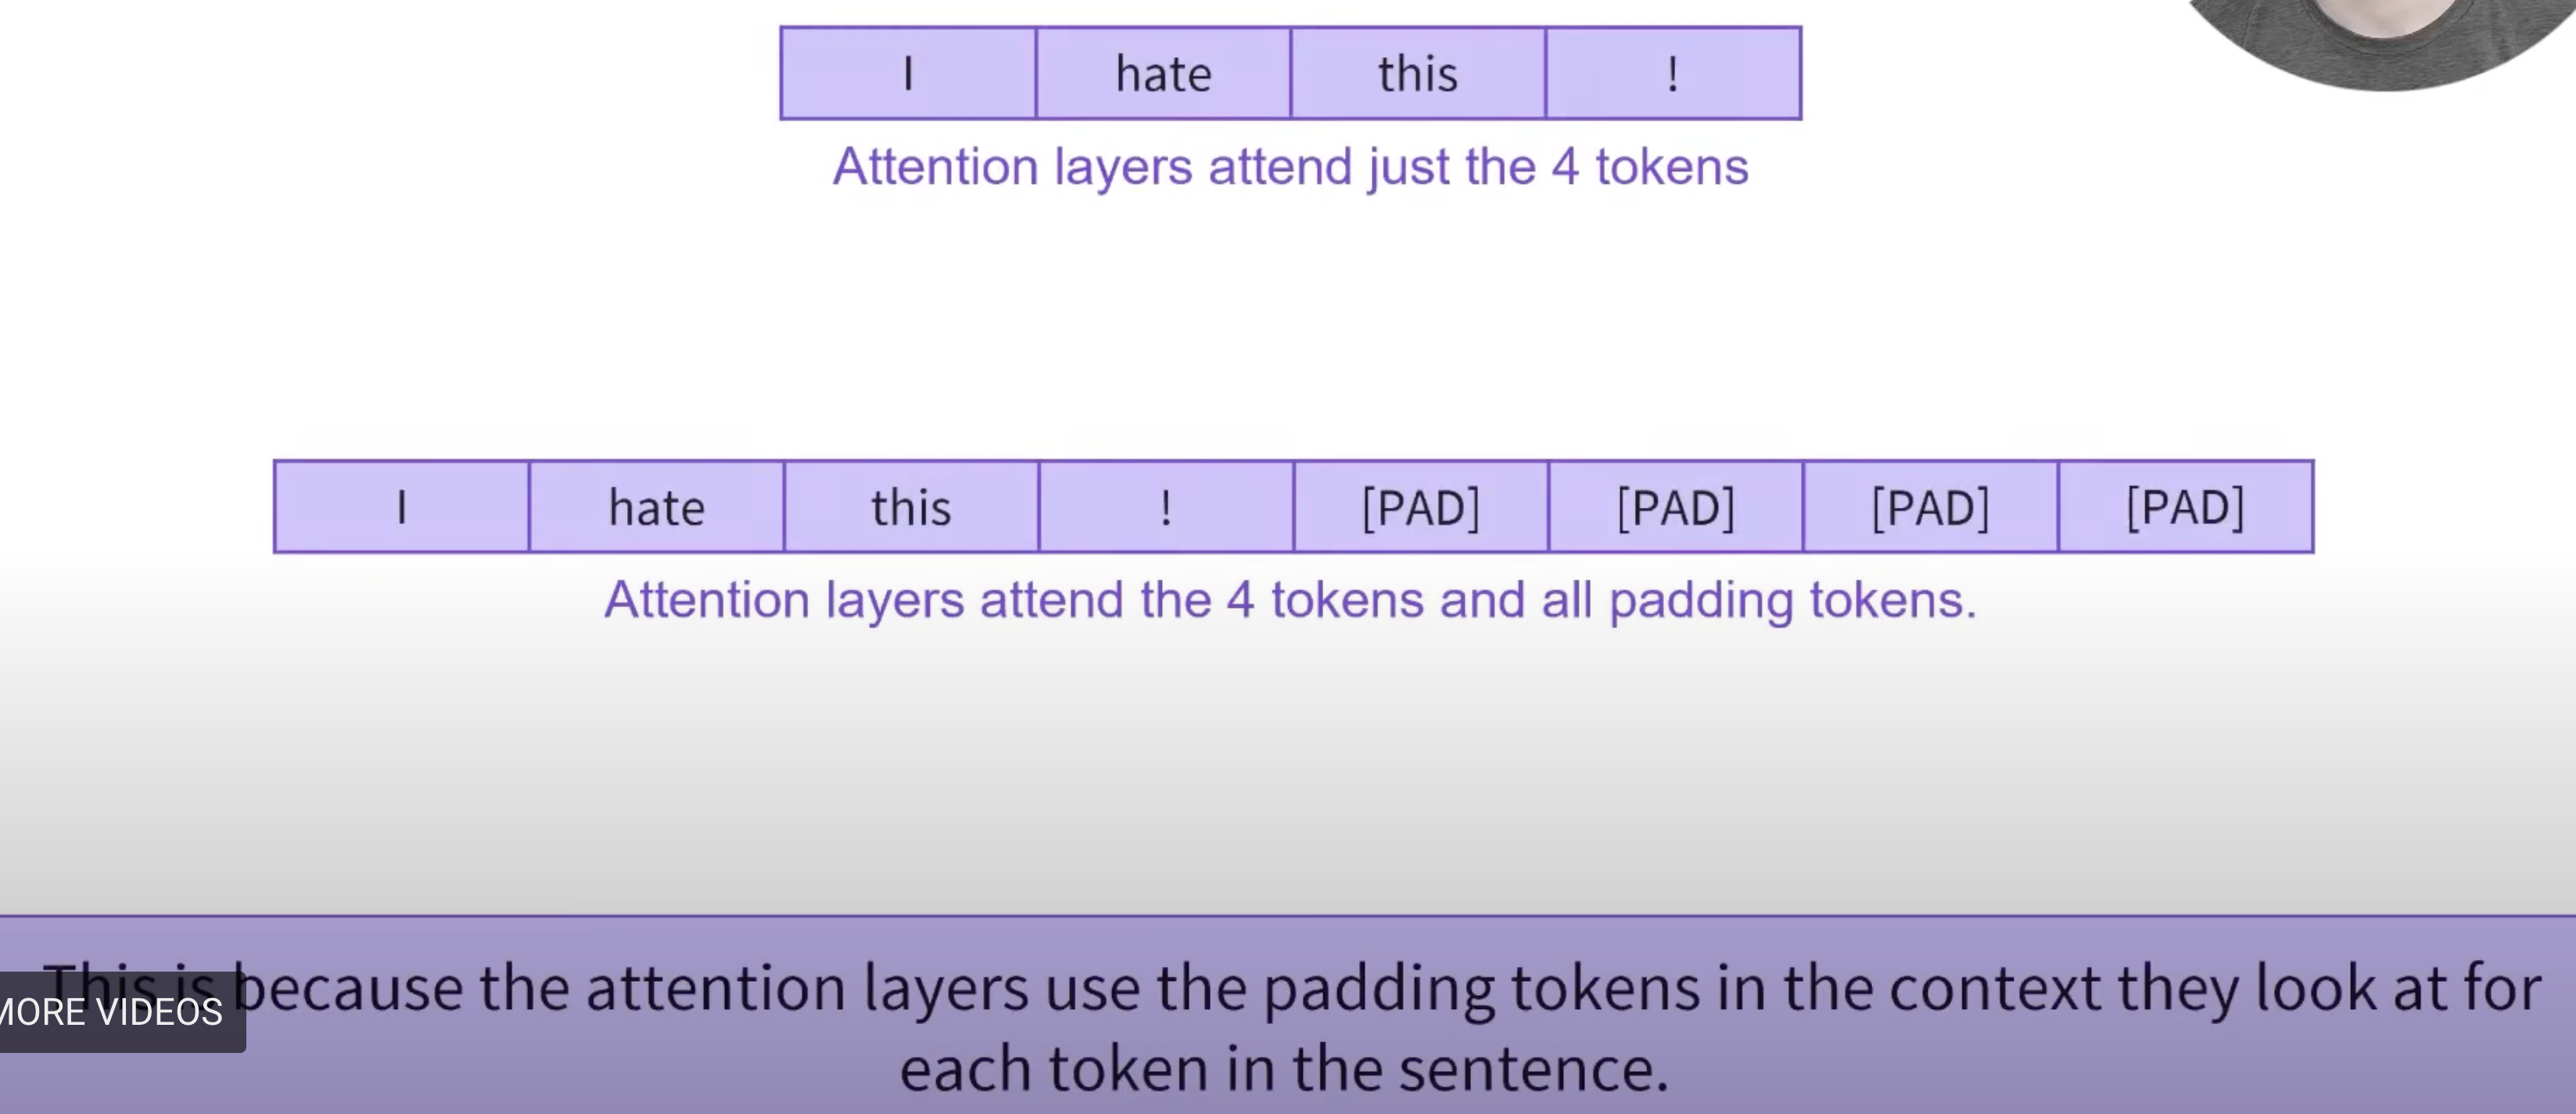 I hate this !
Attention layers attend just the 4 tokens
I hate this ! [PAD] [PAD] [PAD] [PAD]
Attention layers attend the 4 tokens and all padding tokens.
This is because the attention layers use the padding tokens in the context they look at for
MORE VIDEOS
each token in the sentence.